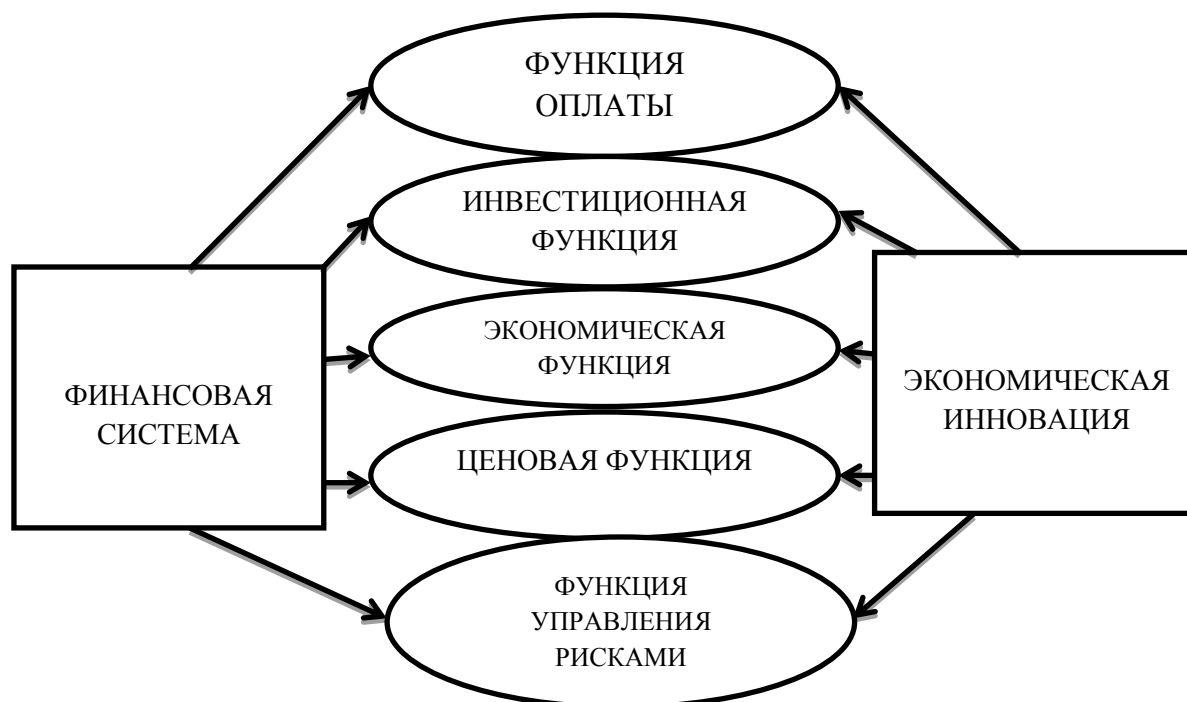 ФУНКЦИЯ
ОПЛАТЫ
ИНВЕСТИЦИОННАЯ
ФУНКЦИЯ
ЭКОНОМИЧЕСКАЯ
ФУНКЦИЯ
ЦЕНОВАЯ ФУНКЦИЯ
ФУНКЦИЯ
УПРАВЛЕНИЯ
РИСКАМИ
ФИНАНСОВАЯ
СИСТЕМА
ЭКОНОМИЧЕСКАЯ
ИННОВАЦИЯ